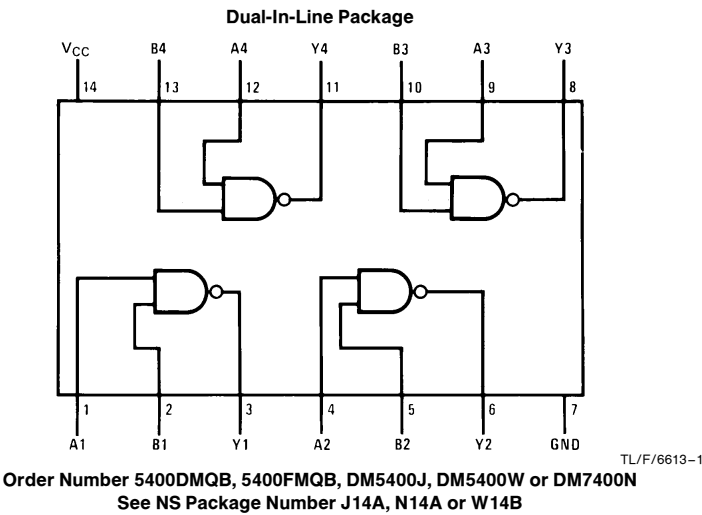 Dual-In-Line Package
VCC B4 A4 Y4 B3 A3 Y3
14 13 12 11 10 9 8
1 2 3 4 5 6 7
A1 B1 Y1 A2 B2 Y2 GND
TL/F/6613–1
Order Number 5400DMQB, 5400FMQB, DM5400J, DM5400W or DM7400N
See NS Package Number J14A, N14A or W14B